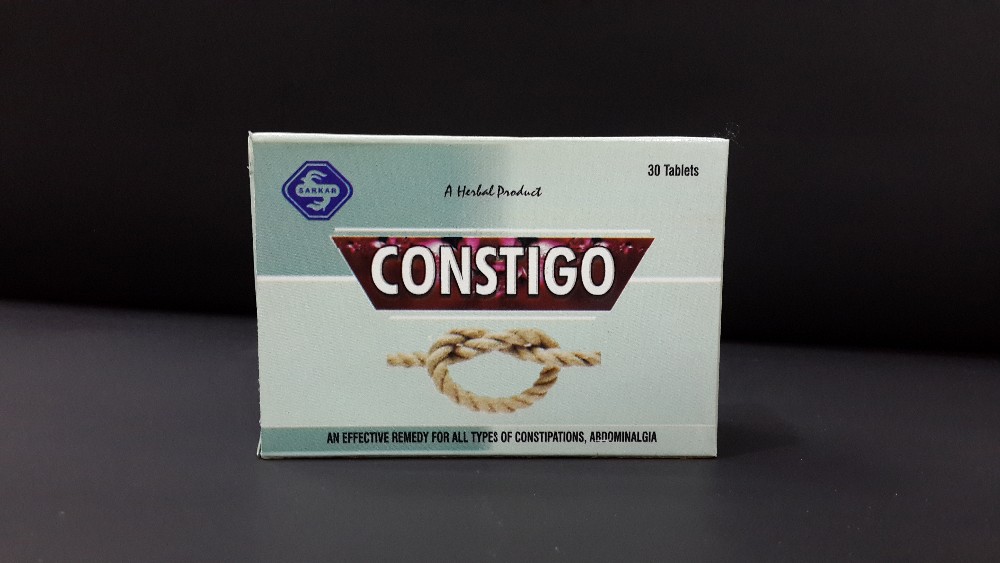 SARKAR
A Herbal Product
30 Tablets
CONSTIGO
AN EFFECTIVE REMEDY FOR ALL TYPES OF CONSTIPATIONS, ABDOMINALGIA